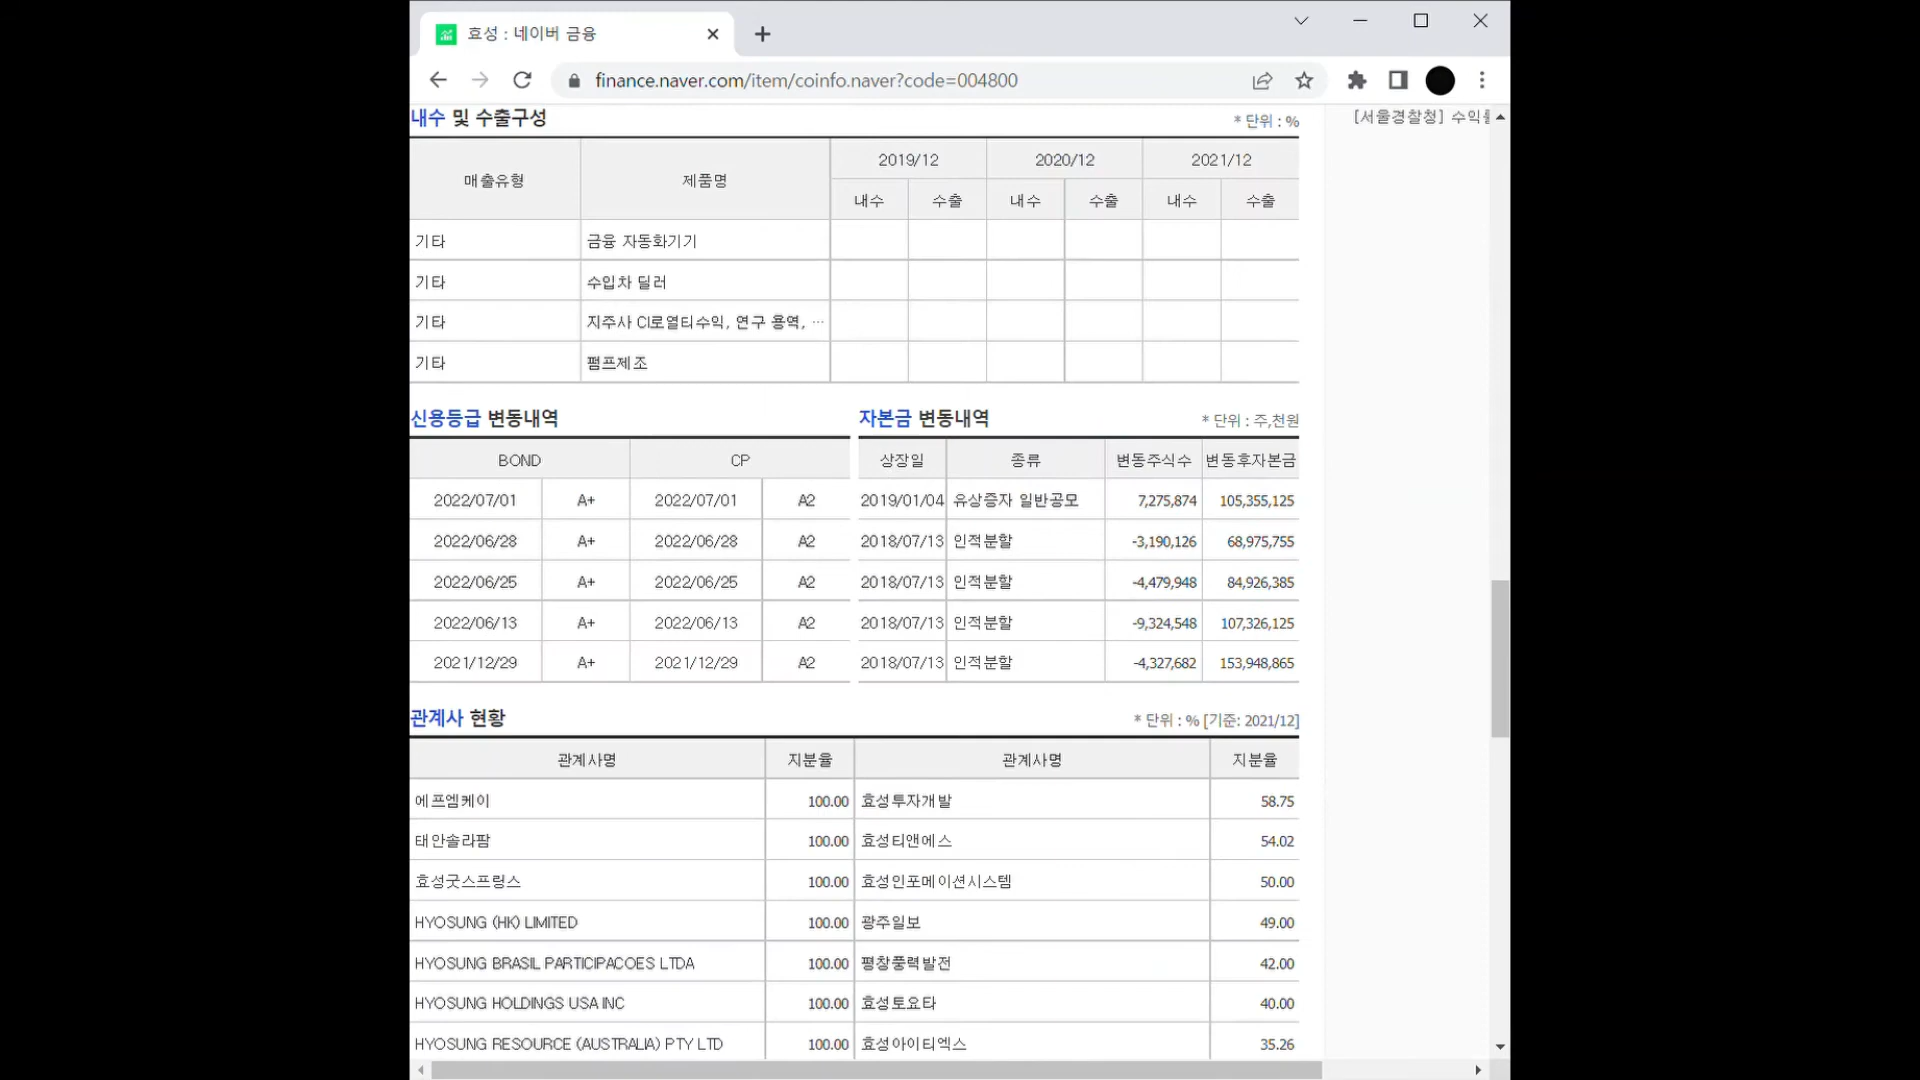 효성 : 네이버 금융
finance.naver.com/item/coinfo.naver?code=004800
내수 및 수출구성 * 단위 : %
[서울경찰청] 수익
매출유형 제품명 2019/12 2020/12 2021/12
내수 수출 내수 수출 내수 수출
기타 금융 자동화기기
기타 수입차 딜러
기타 지주사 CI로열티수익, 연구 용역, ...
기타 펌프제조
신용등급 변동내역
BOND CP
2022/07/01 A+ 2022/07/01 A2
2022/06/28 A+ 2022/06/28 A2
2022/06/25 A+ 2022/06/25 A2
2022/06/13 A+ 2022/06/13 A2
2021/12/29 A+ 2021/12/29 A2
자본금 변동내역 * 단위 : 주,천원
상장일 종류 변동주식수 변동후자본금
2019/01/04 유상증자 일반공모 7,275,874 105,355,125
2018/07/13 인적분할 -3,190,126 68,975,755
2018/07/13 인적분할 -4,479,948 84,926,385
2018/07/13 인적분할 -9,324,548 107,326,125
2018/07/13 인적분할 -4,327,682 153,948,865
관계사 현황 * 단위 : % [기준: 2021/12]
관계사명 지분율 관계사명 지분율
에프엠케이 100.00 효성투자개발 58.75
태안솔라팜 100.00 효성티앤에스 54.02
효성굿스프링스 100.00 효성인포메이션시스템 50.00
HYOSUNG (HK) LIMITED 100.00 광주일보 49.00
HYOSUNG BRASIL PARTICIPACOES LTDA 100.00 평창풍력발전 42.00
HYOSUNG HOLDINGS USA INC 100.00 효성토요타 40.00
HYOSUNG RESOURCE (AUSTRALIA) PTY LTD 100.00 효성아이티엑스 35.26